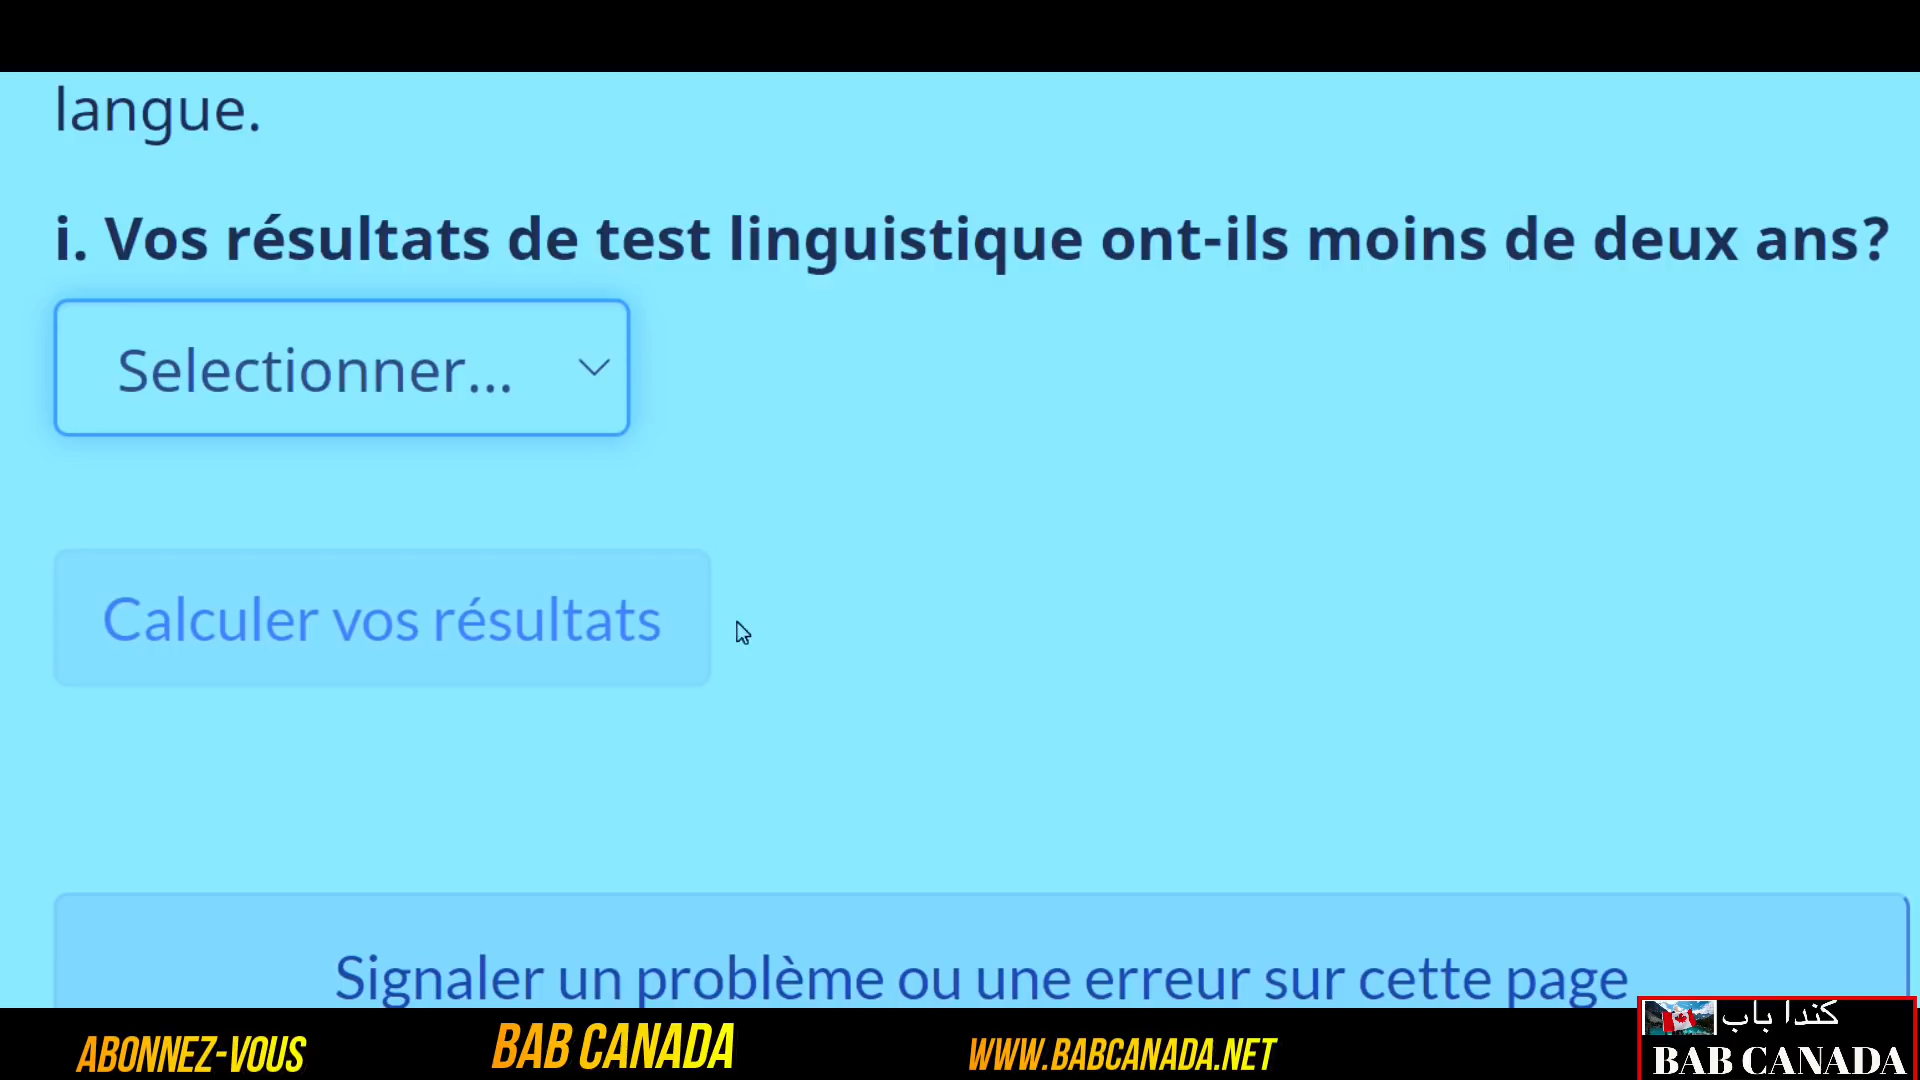 langue.
i. Vos résultats de test linguistique ont-ils moins de deux ans?
Selectionner...
Calculer vos résultats
Signaler un problème ou une erreur sur cette page
ABONNEZ-VOUS
BAB CANADA
WWW.BABCANADA.NET
كندا باب
BAB CANADA